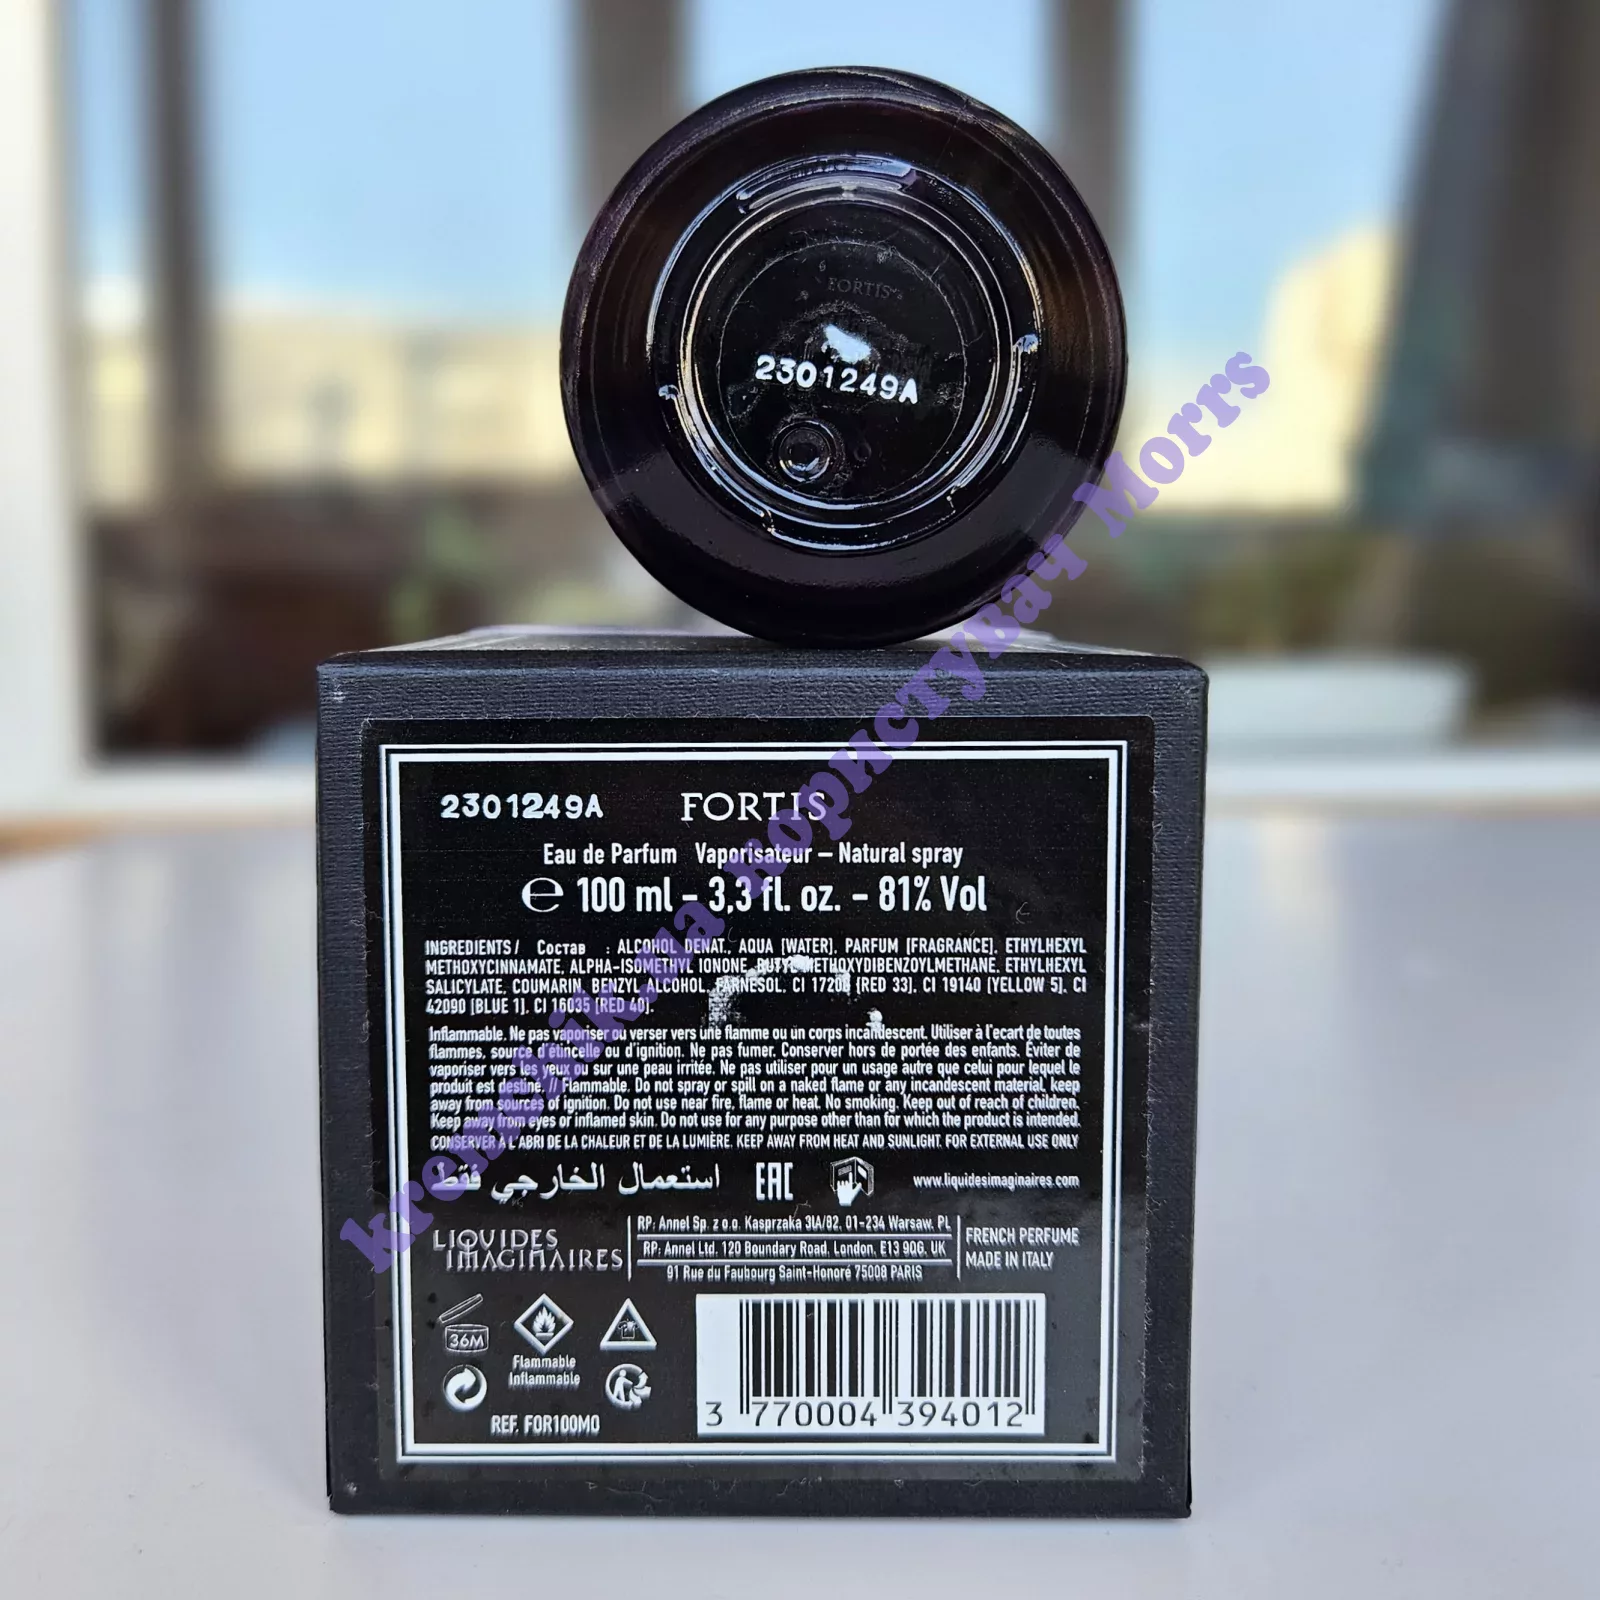 FORTIS
2301249A
2301249A FORTIS
Eau de Parfum Vaporisateur – Natural spray
℮ 100 ml – 3,3 fl. oz. – 81% Vol
INGREDIENTS / Состав : ALCOHOL DENAT., AQUA [WATER], PARFUM [FRAGRANCE], ETHYLHEXYL
METHOXYCINNAMATE, ALPHA-ISOMETHYL IONONE, BUTYL METHOXYDIBENZOYLMETHANE, ETHYLHEXYL
SALICYLATE, COUMARIN, BENZYL ALCOHOL, FARNESOL, CI 17200 [RED 33], CI 19140 [YELLOW 5], CI
42090 [BLUE 1], CI 16035 [RED 40].
Inflammable. Ne pas vaporiser ou verser vers une flamme ou un corps incandescent. Utiliser à l'ecart de toutes
flammes, source d'étincelle ou d'ignition. Ne pas fumer. Conserver hors de portée des enfants. Éviter de
vaporiser vers les yeux ou sur une peau irritée. Ne pas utiliser pour un usage autre que celui pour lequel le
produit est destine. // Flammable. Do not spray or spill on a naked flame or any incandescent material, keep
away from sources of ignition. Do not use near fire, flame or heat. No smoking. Keep out of reach of children.
Keep away from eyes or inflamed skin. Do not use for any purpose other than for which the product is intended.
CONSERVER À L'ABRI DE LA CHALEUR ET DE LA LUMIÈRE. KEEP AWAY FROM HEAT AND SUNLIGHT. FOR EXTERNAL USE ONLY
استعمال الخارجي فقط EAC www.liquidesimaginaires.com
LIQUIDES
IMAGINAIRES
RP: Annel Sp. z o.o. Kasprzaka 31A/82, 01-234 Warsaw, PL
RP: Annel Ltd. 120 Boundary Road, London, E13 9QG, UK
91 Rue du Faubourg Saint-Honoré 75008 PARIS
FRENCH PERFUME
MADE IN ITALY
36M
Flammable
Inflammable
REF. FOR100MO
3 770004 394012
kremchik.ua користувач Morrs